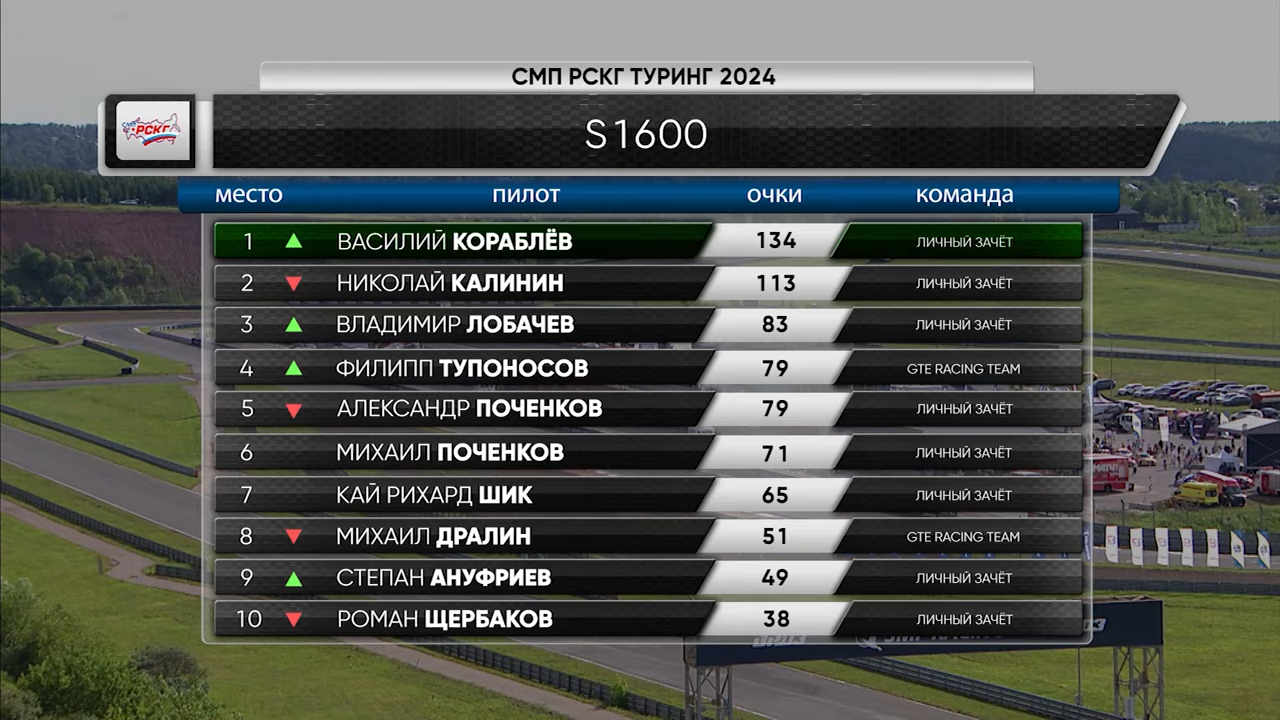 СМП РСКГ ТУРИНГ 2024
РСКГ
S1600
место пилот очки команда
1 ВАСИЛИЙ КОРАБЛЁВ 134 ЛИЧНЫЙ ЗАЧЁТ
2 НИКОЛАЙ КАЛИНИН 113 ЛИЧНЫЙ ЗАЧЁТ
3 ВЛАДИМИР ЛОБАЧЕВ 83 ЛИЧНЫЙ ЗАЧЁТ
4 ФИЛИПП ТУПОНОСОВ 79 GTE RACING TEAM
5 АЛЕКСАНДР ПОЧЕНКОВ 79 ЛИЧНЫЙ ЗАЧЁТ
6 МИХАИЛ ПОЧЕНКОВ 71 ЛИЧНЫЙ ЗАЧЁТ
7 КАЙ РИХАРД ШИК 65 ЛИЧНЫЙ ЗАЧЁТ
8 МИХАИЛ ДРАЛИН 51 GTE RACING TEAM
9 СТЕПАН АНУФРИЕВ 49 ЛИЧНЫЙ ЗАЧЁТ
10 РОМАН ЩЕРБАКОВ 38 ЛИЧНЫЙ ЗАЧЁТ